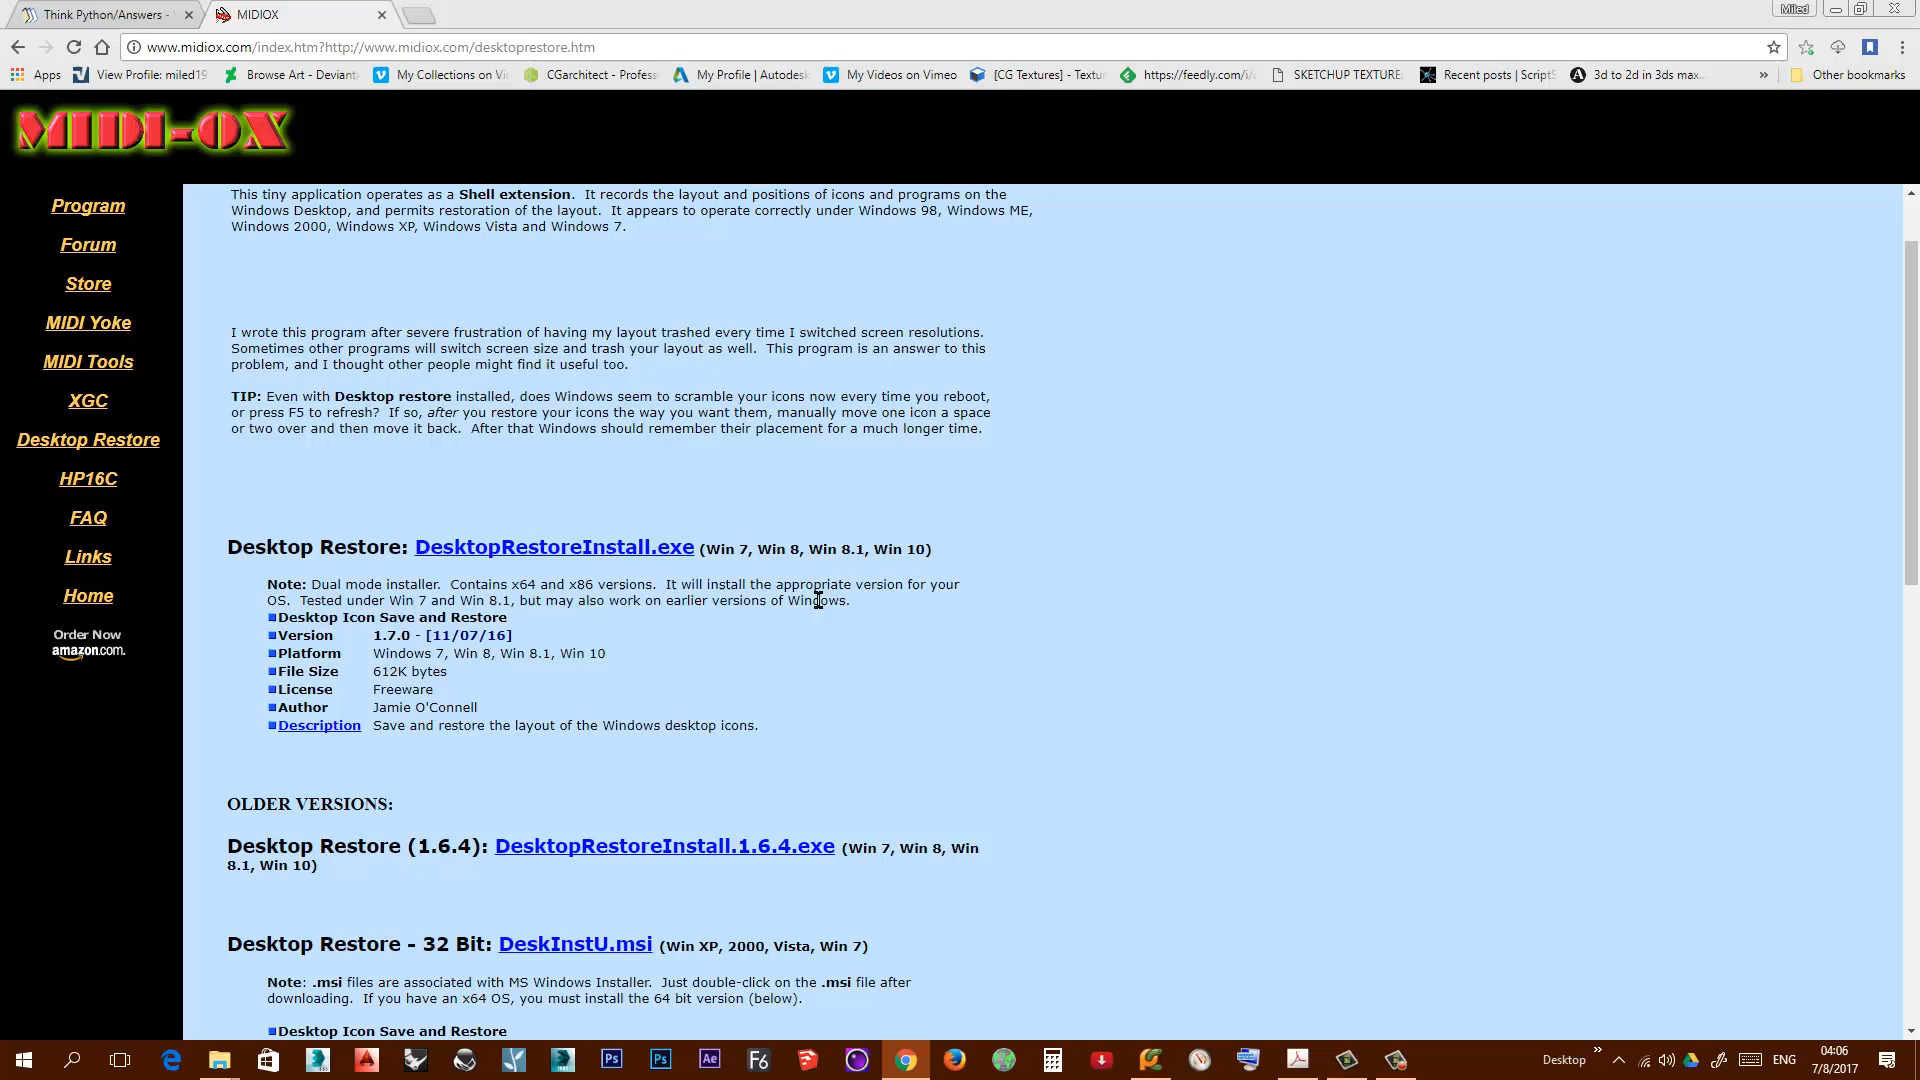 Think Python/Answers -
MIDIOX
Miled
www.midiox.com/index.htm?http://www.midiox.com/desktoprestore.htm
Apps
View Profile: miled19
Browse Art - Deviant
My Collections on Vi
CGarchitect - Profess
My Profile | Autodesk
My Videos on Vimeo
[CG Textures] - Textu
https://feedly.com/i/
SKETCHUP TEXTURE
Recent posts | ScriptS
3d to 2d in 3ds max...
»
Other bookmarks
MIDI-OX
Program
Forum
Store
MIDI Yoke
MIDI Tools
XGC
Desktop Restore
HP16C
FAQ
Links
Home
Order Now
amazon.com.
This tiny application operates as a Shell extension.  It records the layout and positions of icons and programs on the
Windows Desktop, and permits restoration of the layout.  It appears to operate correctly under Windows 98, Windows ME,
Windows 2000, Windows XP, Windows Vista and Windows 7.
I wrote this program after severe frustration of having my layout trashed every time I switched screen resolutions.
Sometimes other programs will switch screen size and trash your layout as well.  This program is an answer to this
problem, and I thought other people might find it useful too.
TIP: Even with Desktop restore installed, does Windows seem to scramble your icons now every time you reboot,
or press F5 to refresh?  If so, after you restore your icons the way you want them, manually move one icon a space
or two over and then move it back.  After that Windows should remember their placement for a much longer time.
Desktop Restore: DesktopRestoreInstall.exe (Win 7, Win 8, Win 8.1, Win 10)
Note: Dual mode installer.  Contains x64 and x86 versions.  It will install the appropriate version for your
OS.  Tested under Win 7 and Win 8.1, but may also work on earlier versions of Windows.
Desktop Icon Save and Restore
Version 1.7.0 - [11/07/16]
Platform Windows 7, Win 8, Win 8.1, Win 10
File Size 612K bytes
License Freeware
Author Jamie O'Connell
Description Save and restore the layout of the Windows desktop icons.
OLDER VERSIONS:
Desktop Restore (1.6.4): DesktopRestoreInstall.1.6.4.exe (Win 7, Win 8, Win
8.1, Win 10)
Desktop Restore - 32 Bit: DeskInstU.msi (Win XP, 2000, Vista, Win 7)
Note: .msi files are associated with MS Windows Installer.  Just double-click on the .msi file after
downloading.  If you have an x64 OS, you must install the 64 bit version (below).
Desktop Icon Save and Restore
Ps
Ps
Ae
F6
Desktop
»
ENG
04:06
7/8/2017